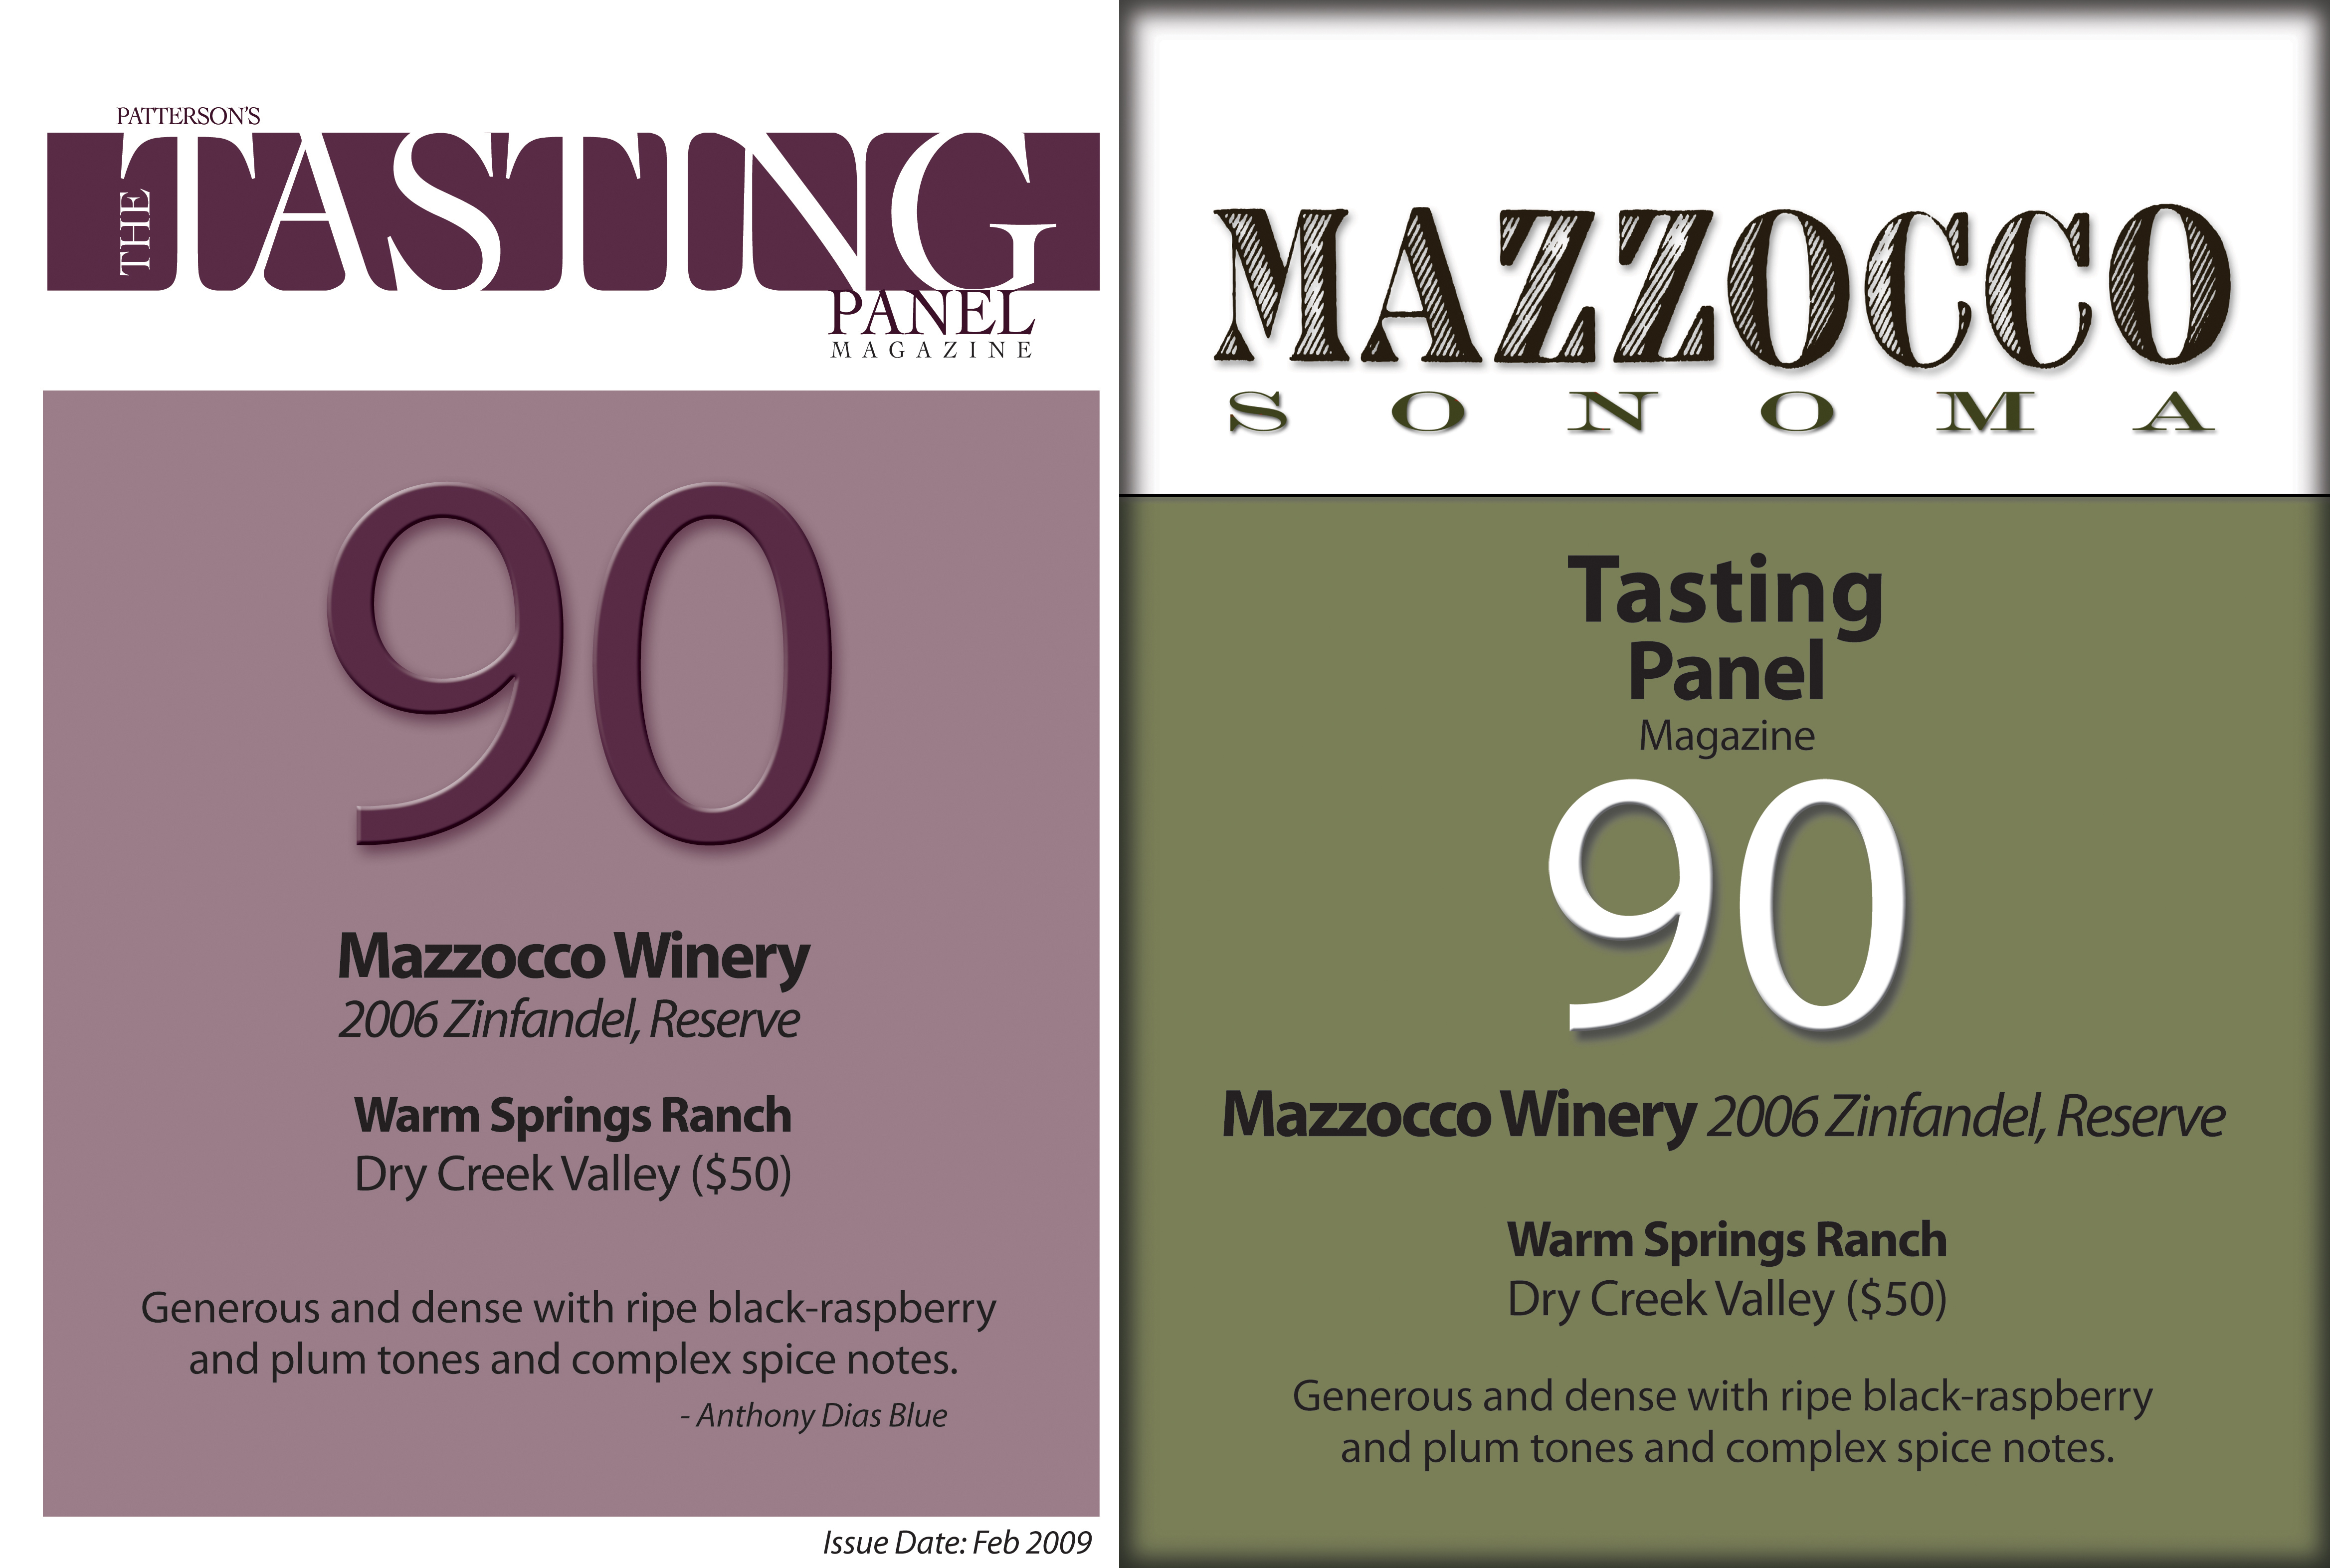 PATTERSON'S
THE TASTING
PANEL
MAGAZINE
90
Mazzocco Winery
2006 Zinfandel, Reserve
Warm Springs Ranch
Dry Creek Valley ($50)
Generous and dense with ripe black-raspberry
and plum tones and complex spice notes.
- Anthony Dias Blue
Issue Date: Feb 2009
MAZZOCCO
SONOMA
Tasting
Panel
Magazine
90
Mazzocco Winery 2006 Zinfandel, Reserve
Warm Springs Ranch
Dry Creek Valley ($50)
Generous and dense with ripe black-raspberry
and plum tones and complex spice notes.